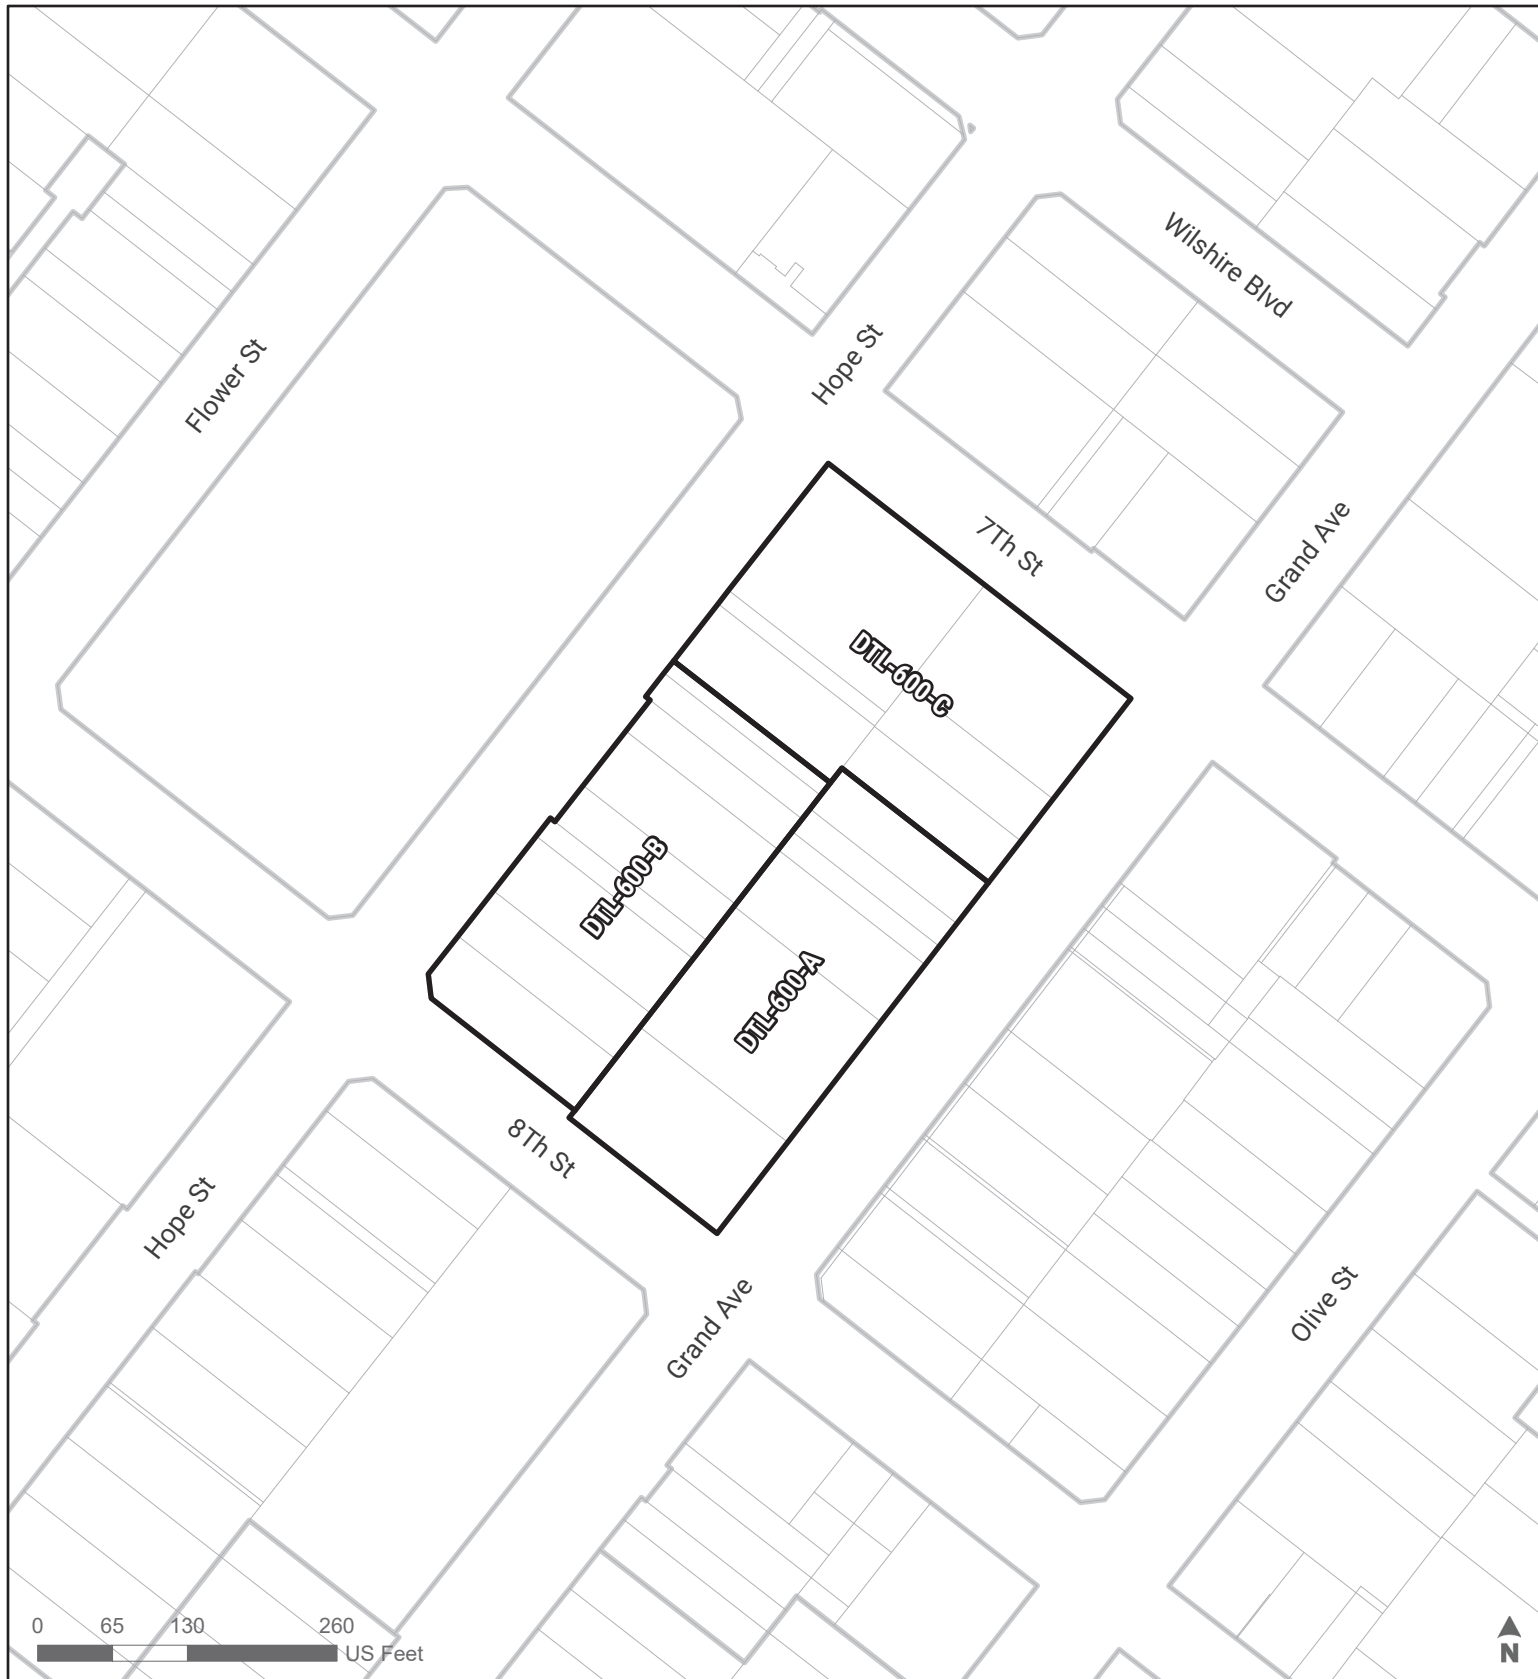 Wilshire Blvd
Hope St
Flower St
7Th St
Grand Ave
DTL-600-C
DTL-600-B
DTL-600-A
8Th St
Hope St
Grand Ave
Olive St
0 65 130 260
US Feet
N